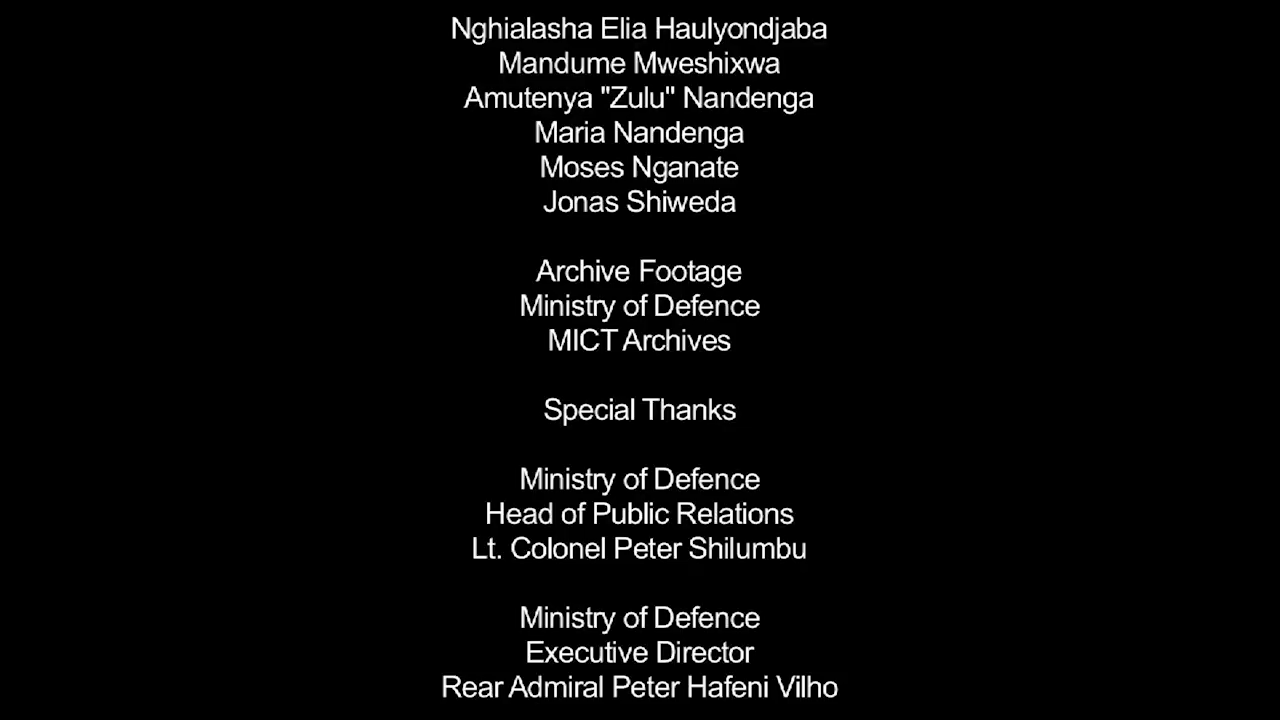 Nghialasha Elia Haulyondjaba
Mandume Mweshixwa
Amutenya "Zulu" Nandenga
Maria Nandenga
Moses Nganate
Jonas Shiweda
Archive Footage
Ministry of Defence
MICT Archives
Special Thanks
Ministry of Defence
Head of Public Relations
Lt. Colonel Peter Shilumbu
Ministry of Defence
Executive Director
Rear Admiral Peter Hafeni Vilho